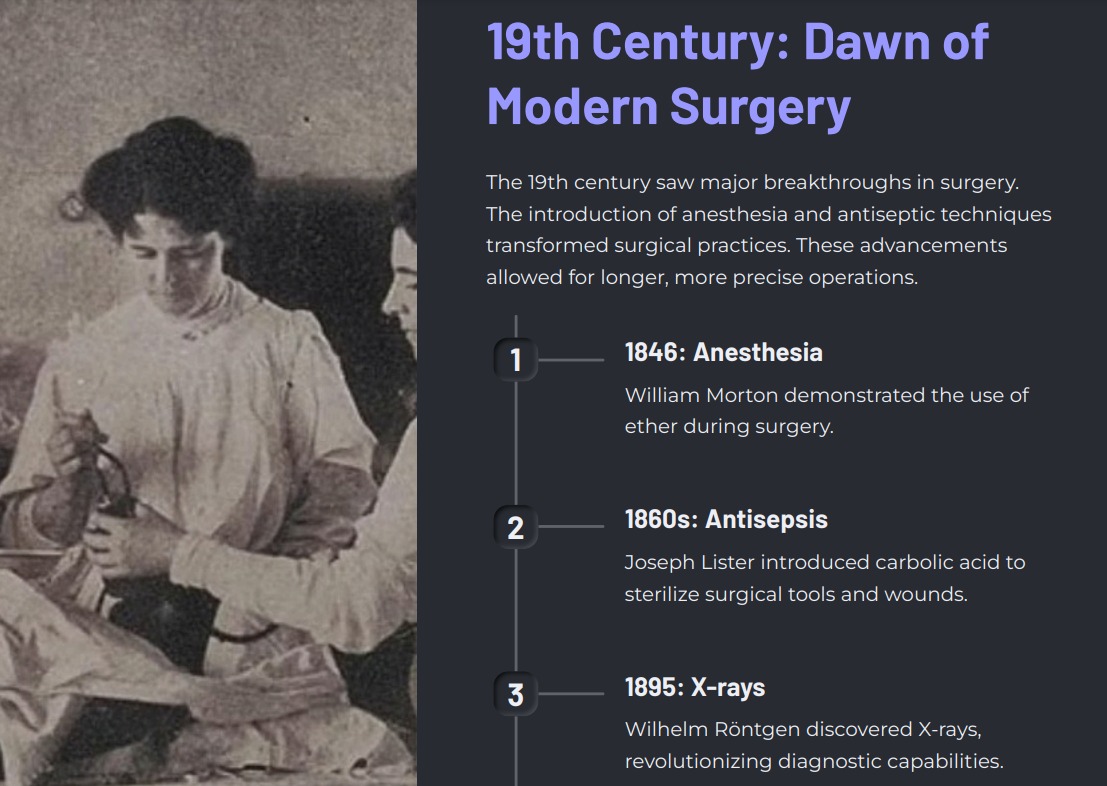 19th Century: Dawn of
Modern Surgery
The 19th century saw major breakthroughs in surgery.
The introduction of anesthesia and antiseptic techniques
transformed surgical practices. These advancements
allowed for longer, more precise operations.
1
1846: Anesthesia
William Morton demonstrated the use of
ether during surgery.
2
1860s: Antisepsis
Joseph Lister introduced carbolic acid to
sterilize surgical tools and wounds.
3
1895: X-rays
Wilhelm Röntgen discovered X-rays,
revolutionizing diagnostic capabilities.